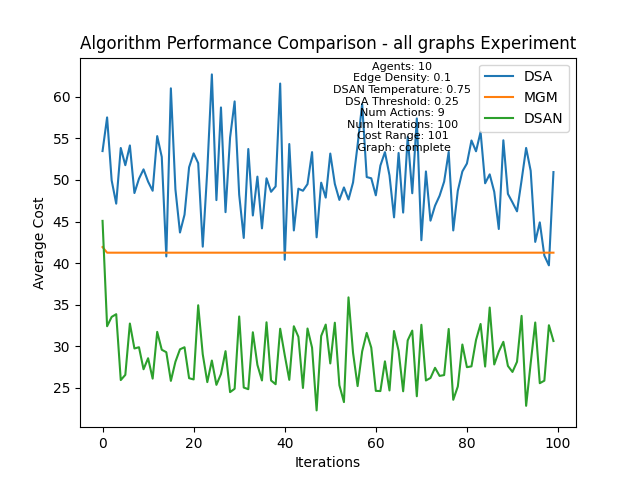 Algorithm Performance Comparison - all graphs Experiment
Agents: 10
Edge Density: 0.1
DSAN Temperature: 0.75
DSA Threshold: 0.25
Num Actions: 9
Num Iterations: 100
Cost Range: 101
Graph: complete
DSA
MGM
DSAN
Average Cost
60
55
50
45
40
35
30
25
0
20
40
60
80
100
Iterations